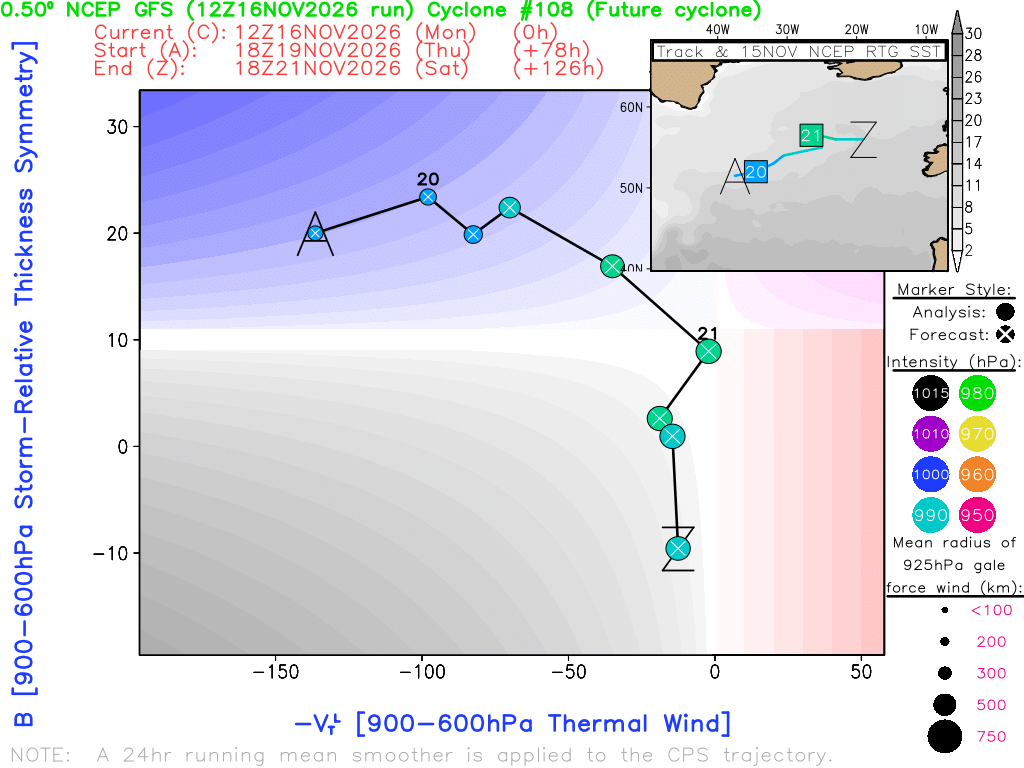 0.50° NCEP GFS (12Z16NOV2026 run) Cyclone #108 (Future cyclone)
Current (C): 12Z16NOV2026 (Mon) (0h)
Start (A): 18Z19NOV2026 (Thu) (+78h)
End (Z): 18Z21NOV2026 (Sat) (+126h)
40W 30W 20W 10W
Track & 15NOV NCEP RTG SST
60N
50N
40N
A 20 21 Z
30
28
26
23
20
17
14
11
8
5
2
B [900-600hPa Storm-Relative Thickness Symmetry]
30
20
10
0
-10
A
20
21
Z
-150 -100 -50 0 50
-V_T^L [900-600hPa Thermal Wind]
Marker Style:
Analysis:
Forecast:
Intensity (hPa):
1015 980
1010 970
1000 960
990 950
Mean radius of
925hPa gale
force wind (km):
<100
200
300
500
750
NOTE: A 24hr running mean smoother is applied to the CPS trajectory.